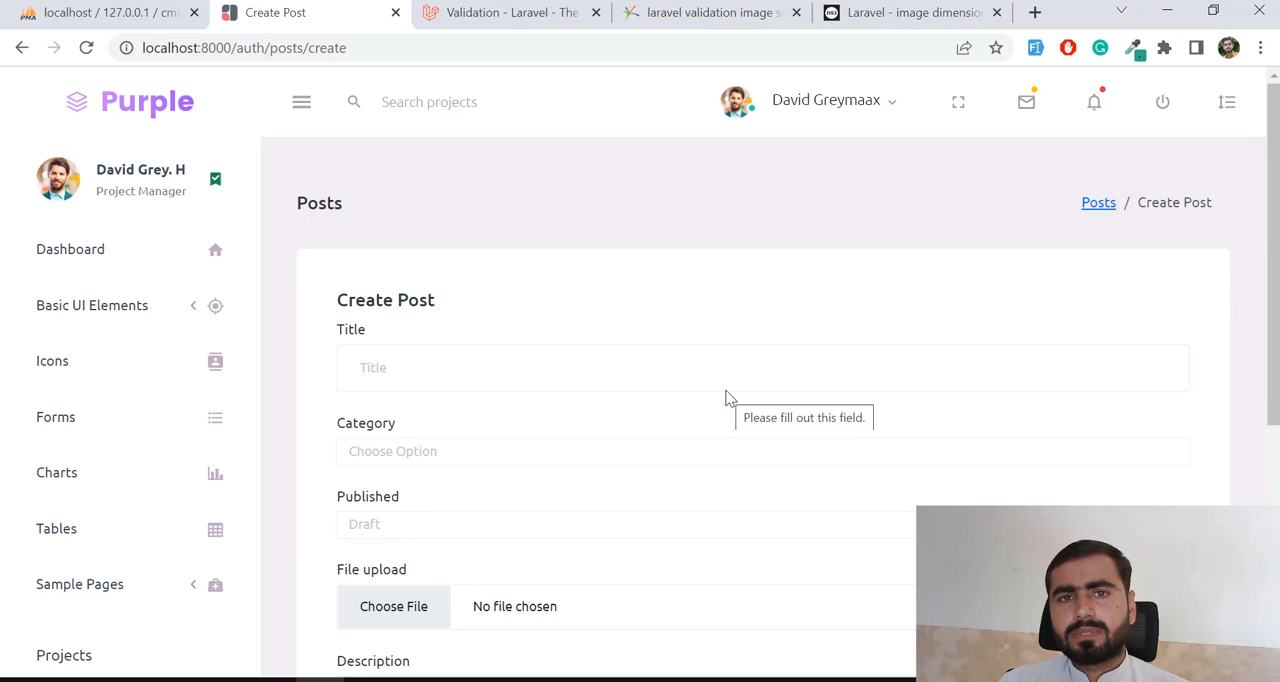 localhost / 127.0.0.1 / cm
Create Post
Validation - Laravel - The
laravel validation image s
Laravel - image dimensio
localhost:8000/auth/posts/create
Purple
Search projects
David Greymaax
David Grey. H
Project Manager
Dashboard
Basic UI Elements
Icons
Forms
Charts
Tables
Sample Pages
Projects
Posts
Posts / Create Post
Create Post
Title
Title
Please fill out this field.
Category
Choose Option
Published
Draft
File upload
Choose File
No file chosen
Description